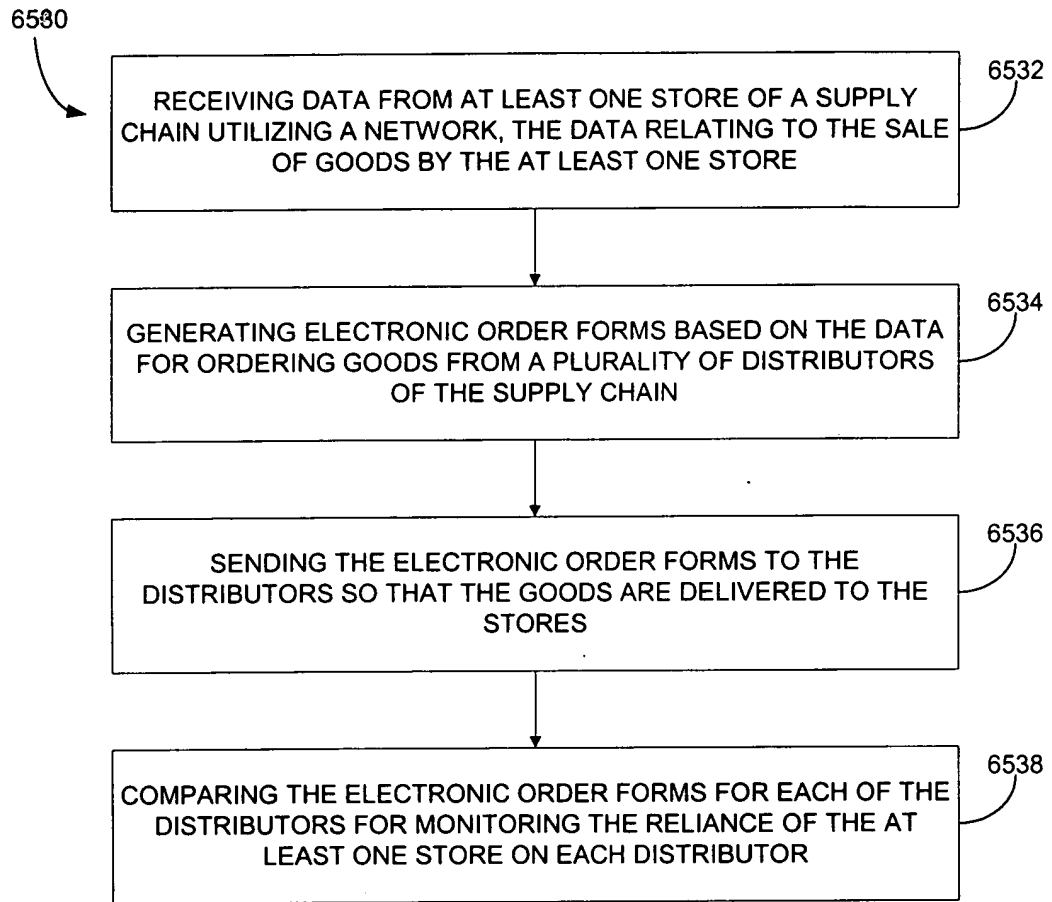 6530
RECEIVING DATA FROM AT LEAST ONE STORE OF A SUPPLY
CHAIN UTILIZING A NETWORK, THE DATA RELATING TO THE SALE
OF GOODS BY THE AT LEAST ONE STORE
6532
GENERATING ELECTRONIC ORDER FORMS BASED ON THE DATA
FOR ORDERING GOODS FROM A PLURALITY OF DISTRIBUTORS
OF THE SUPPLY CHAIN
6534
SENDING THE ELECTRONIC ORDER FORMS TO THE
DISTRIBUTORS SO THAT THE GOODS ARE DELIVERED TO THE
STORES
6536
COMPARING THE ELECTRONIC ORDER FORMS FOR EACH OF THE
DISTRIBUTORS FOR MONITORING THE RELIANCE OF THE AT
LEAST ONE STORE ON EACH DISTRIBUTOR
6538